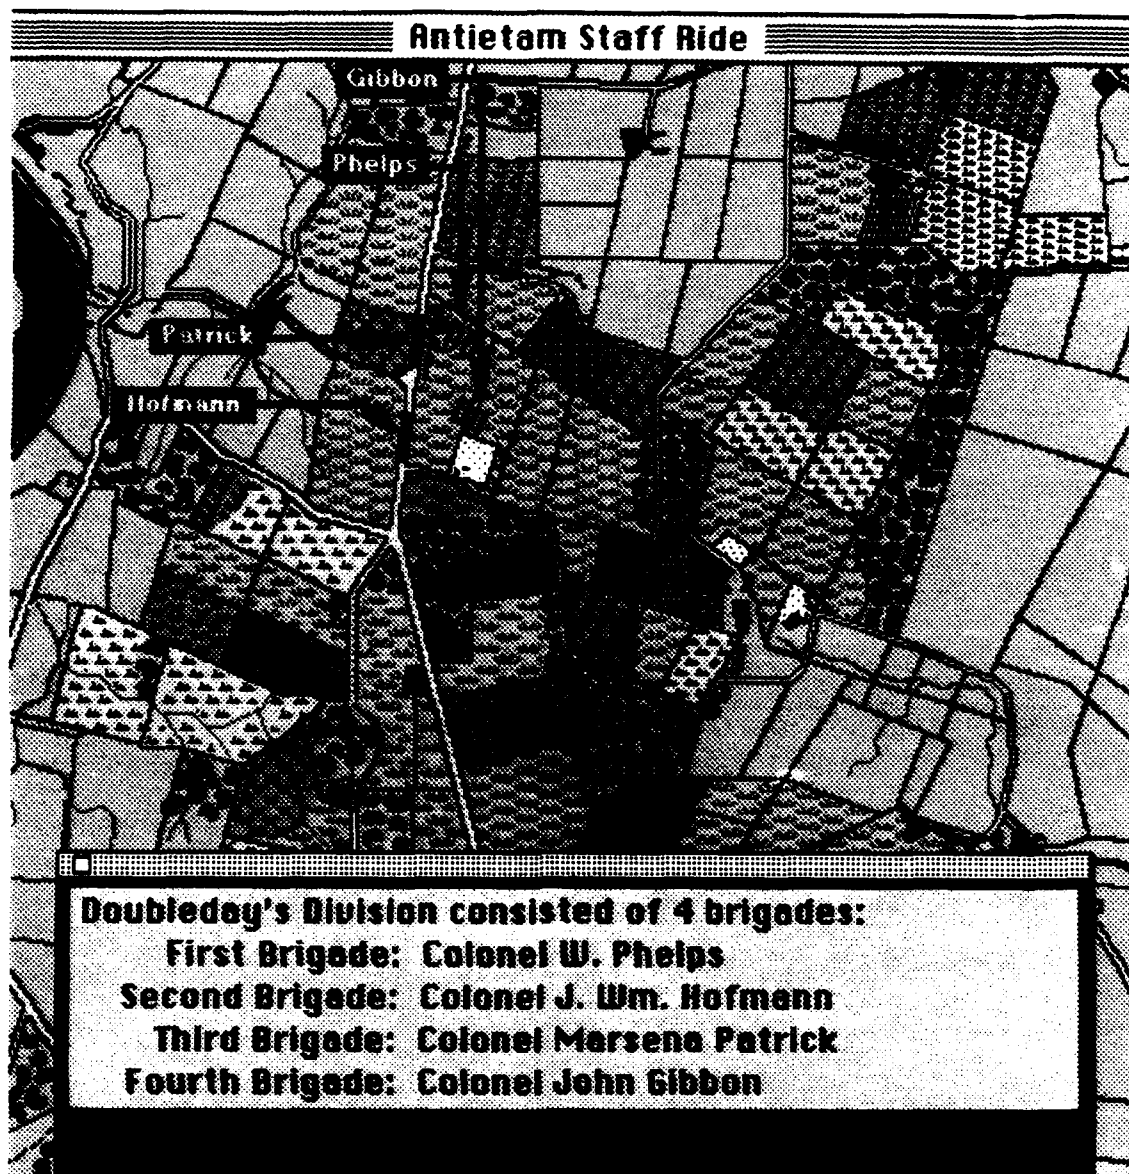 Antietam Staff Ride
Gibbon
Phelps
Patrick
Hofmann
Doubleday's Division consisted of 4 brigades:
First Brigade: Colonel W. Phelps
Second Brigade: Colonel J. Wm. Hofmann
Third Brigade: Colonel Marsena Patrick
Fourth Brigade: Colonel John Gibbon